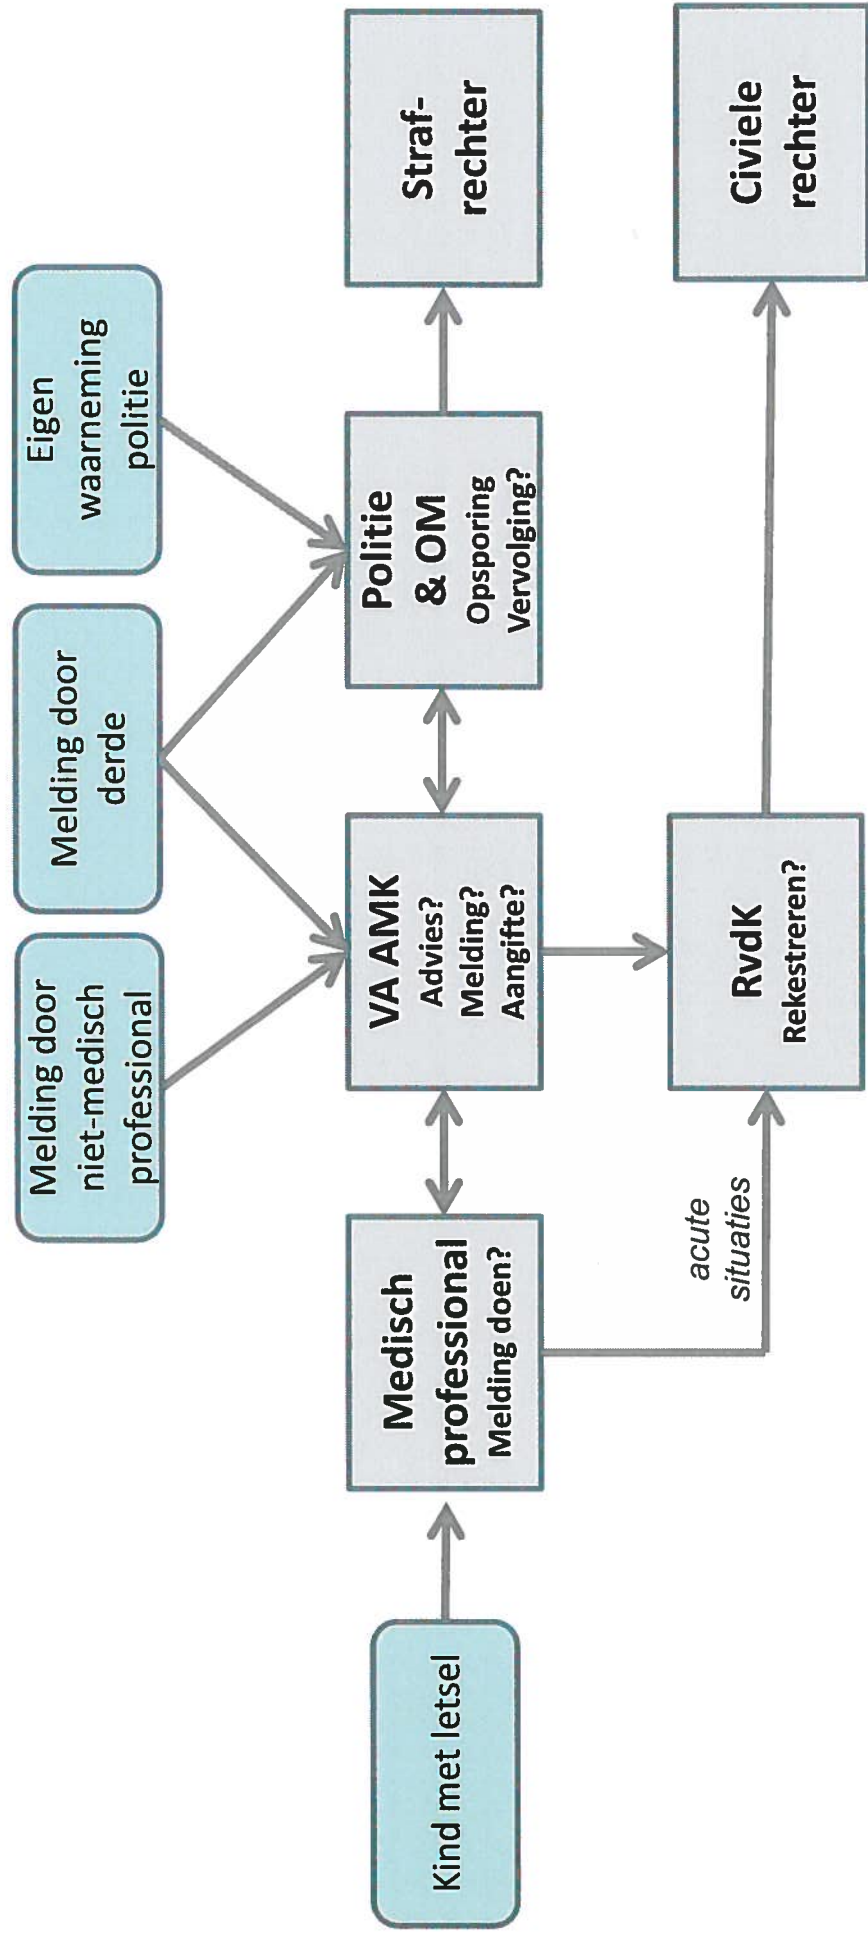 Melding door
niet-medisch
professional
Melding door
derde
Eigen
waarneming
politie
Kind met letsel
Medisch
professional
Melding doen?
VA AMK
Advies?
Melding?
Aangifte?
Politie
& OM
Opsporing
Vervolging?
Straf-
rechter
acute
situaties
RvdK
Rekestreren?
Civiele
rechter